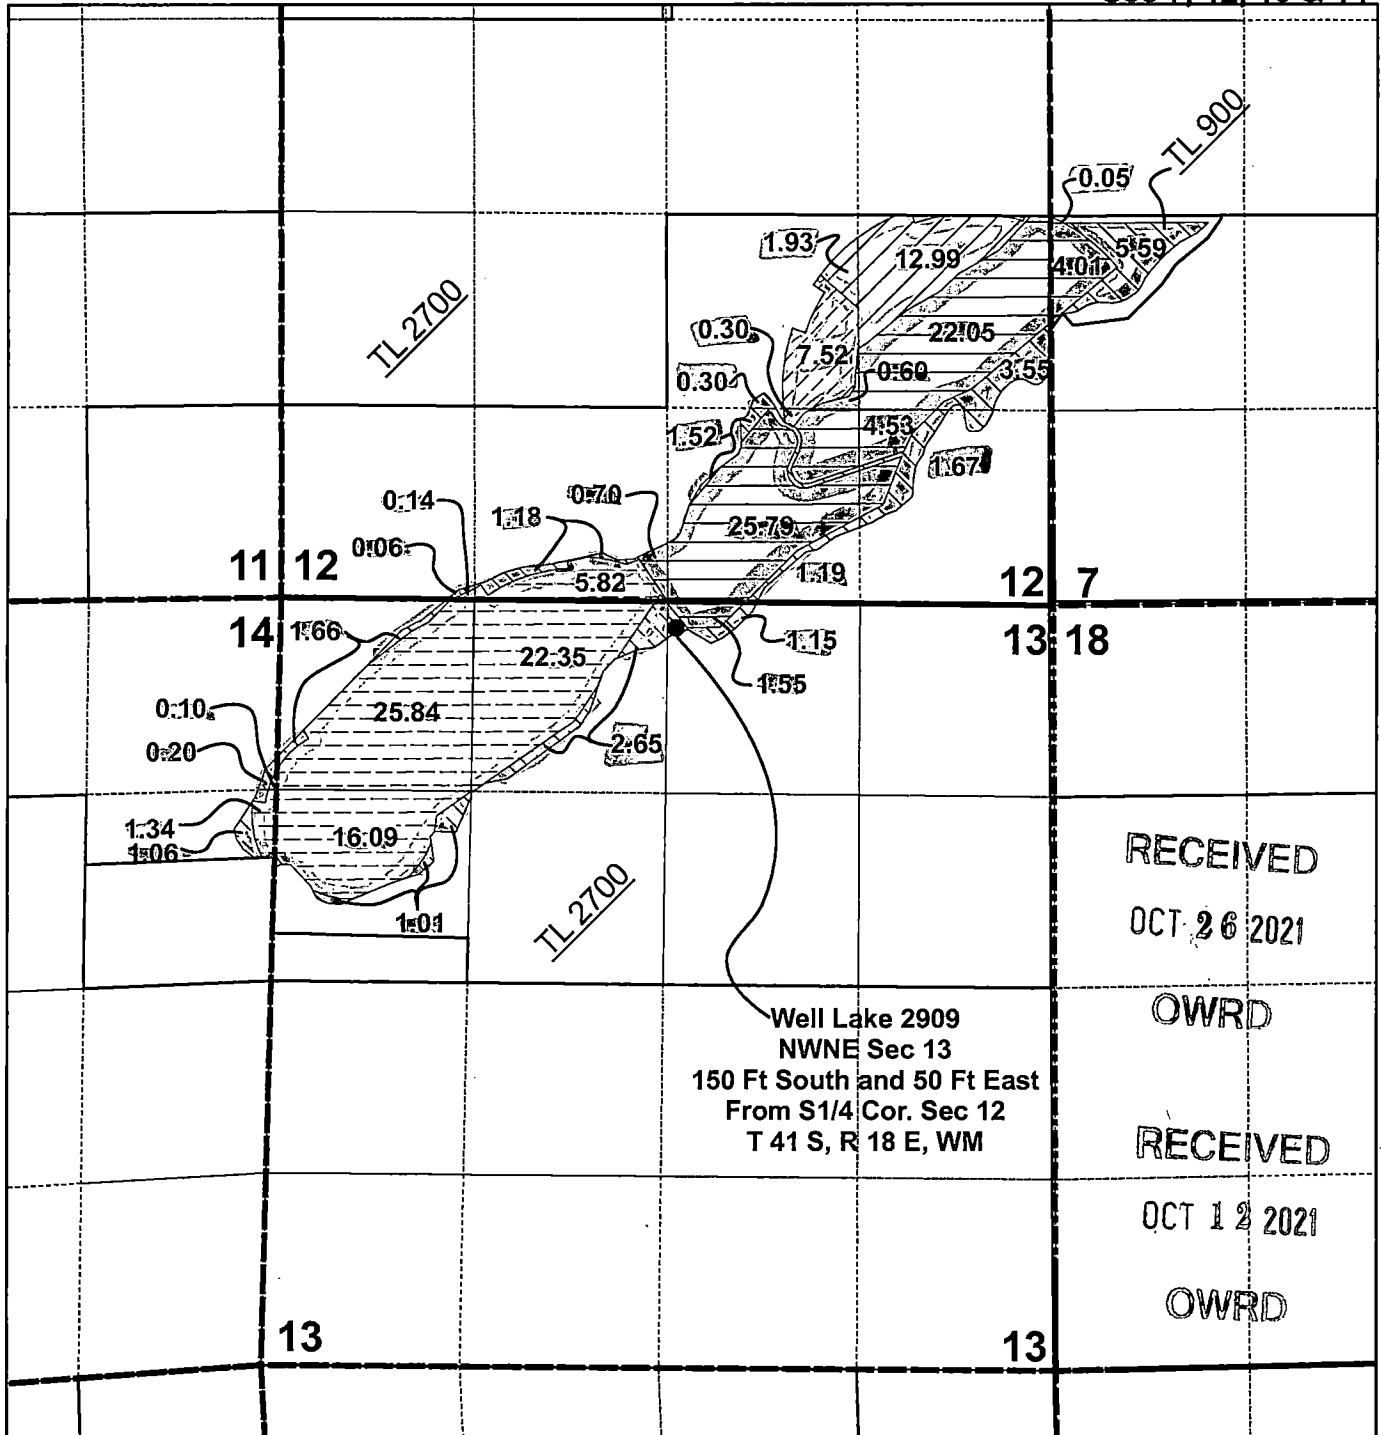 TL 900
0.05
1.93
12.99
5.59
4.01
TL 2700
0.30
22.05
7.52
3.55
0.60
0.30
4.53
1.52
1.67
0.70
0.14
1.18
25.79
0.06
11 12
5.82
1.19
12 7
14
1.66
13 18
1.15
22.35
1.55
0.10
25.84
0.20
2.65
1.34
16.09
1.06
1.01
TL 2700
RECEIVED
OCT 26 2021
OWRD
Well Lake 2909
NWNE Sec 13
150 Ft South and 50 Ft East
From S1/4 Cor. Sec 12
T 41 S, R 18 E, WM
RECEIVED
OCT 12 2021
OWRD
13
13